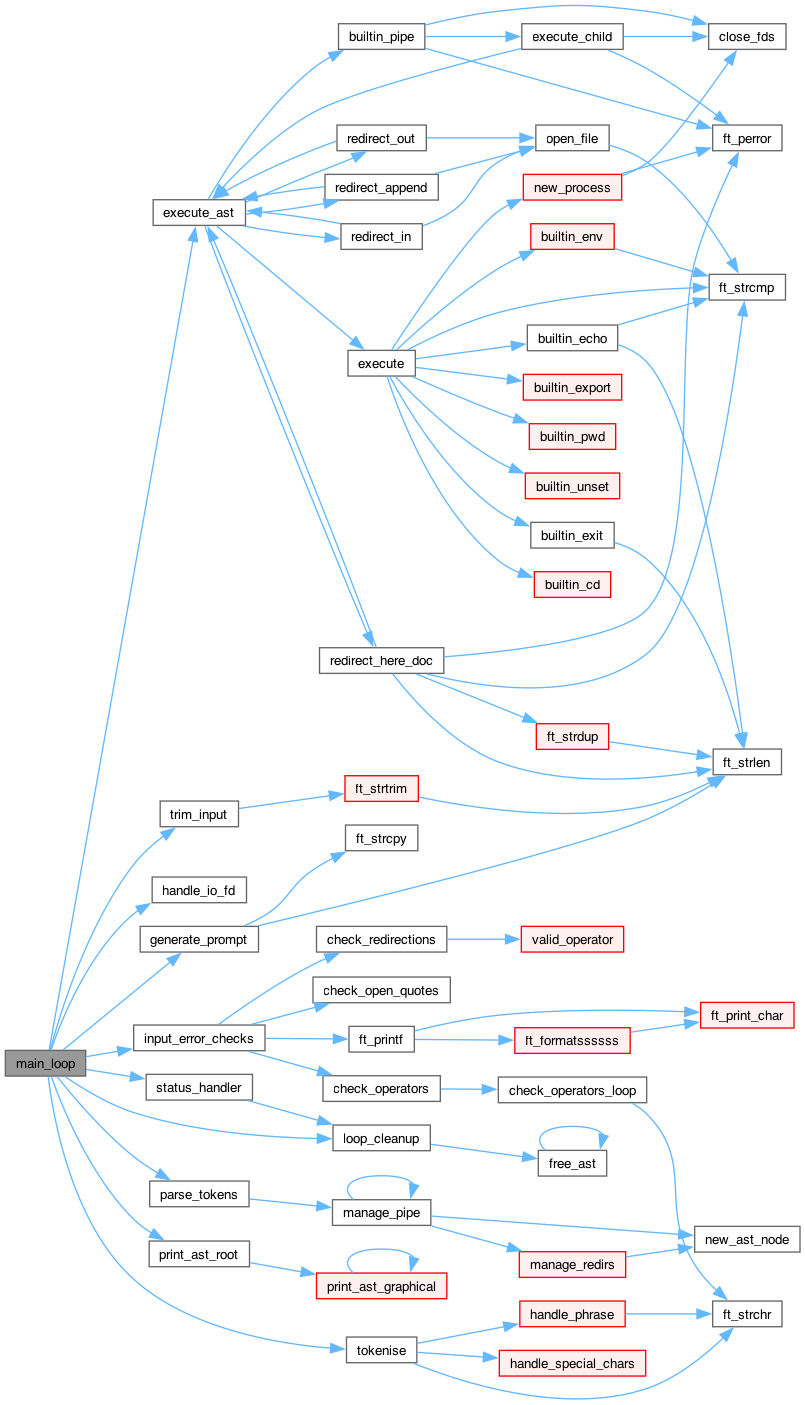 builtin_pipe
execute_child
close_fds
redirect_out
open_file
ft_perror
redirect_append
new_process
execute_ast
redirect_in
builtin_env
ft_strcmp
builtin_echo
execute
builtin_export
builtin_pwd
builtin_unset
builtin_exit
builtin_cd
redirect_here_doc
ft_strdup
ft_strlen
ft_strtrim
trim_input
ft_strcpy
handle_io_fd
generate_prompt
check_redirections
valid_operator
check_open_quotes
ft_print_char
input_error_checks
ft_printf
ft_formatssssss
main_loop
status_handler
check_operators
check_operators_loop
loop_cleanup
free_ast
parse_tokens
manage_pipe
new_ast_node
print_ast_root
manage_redirs
print_ast_graphical
handle_phrase
ft_strchr
tokenise
handle_special_chars